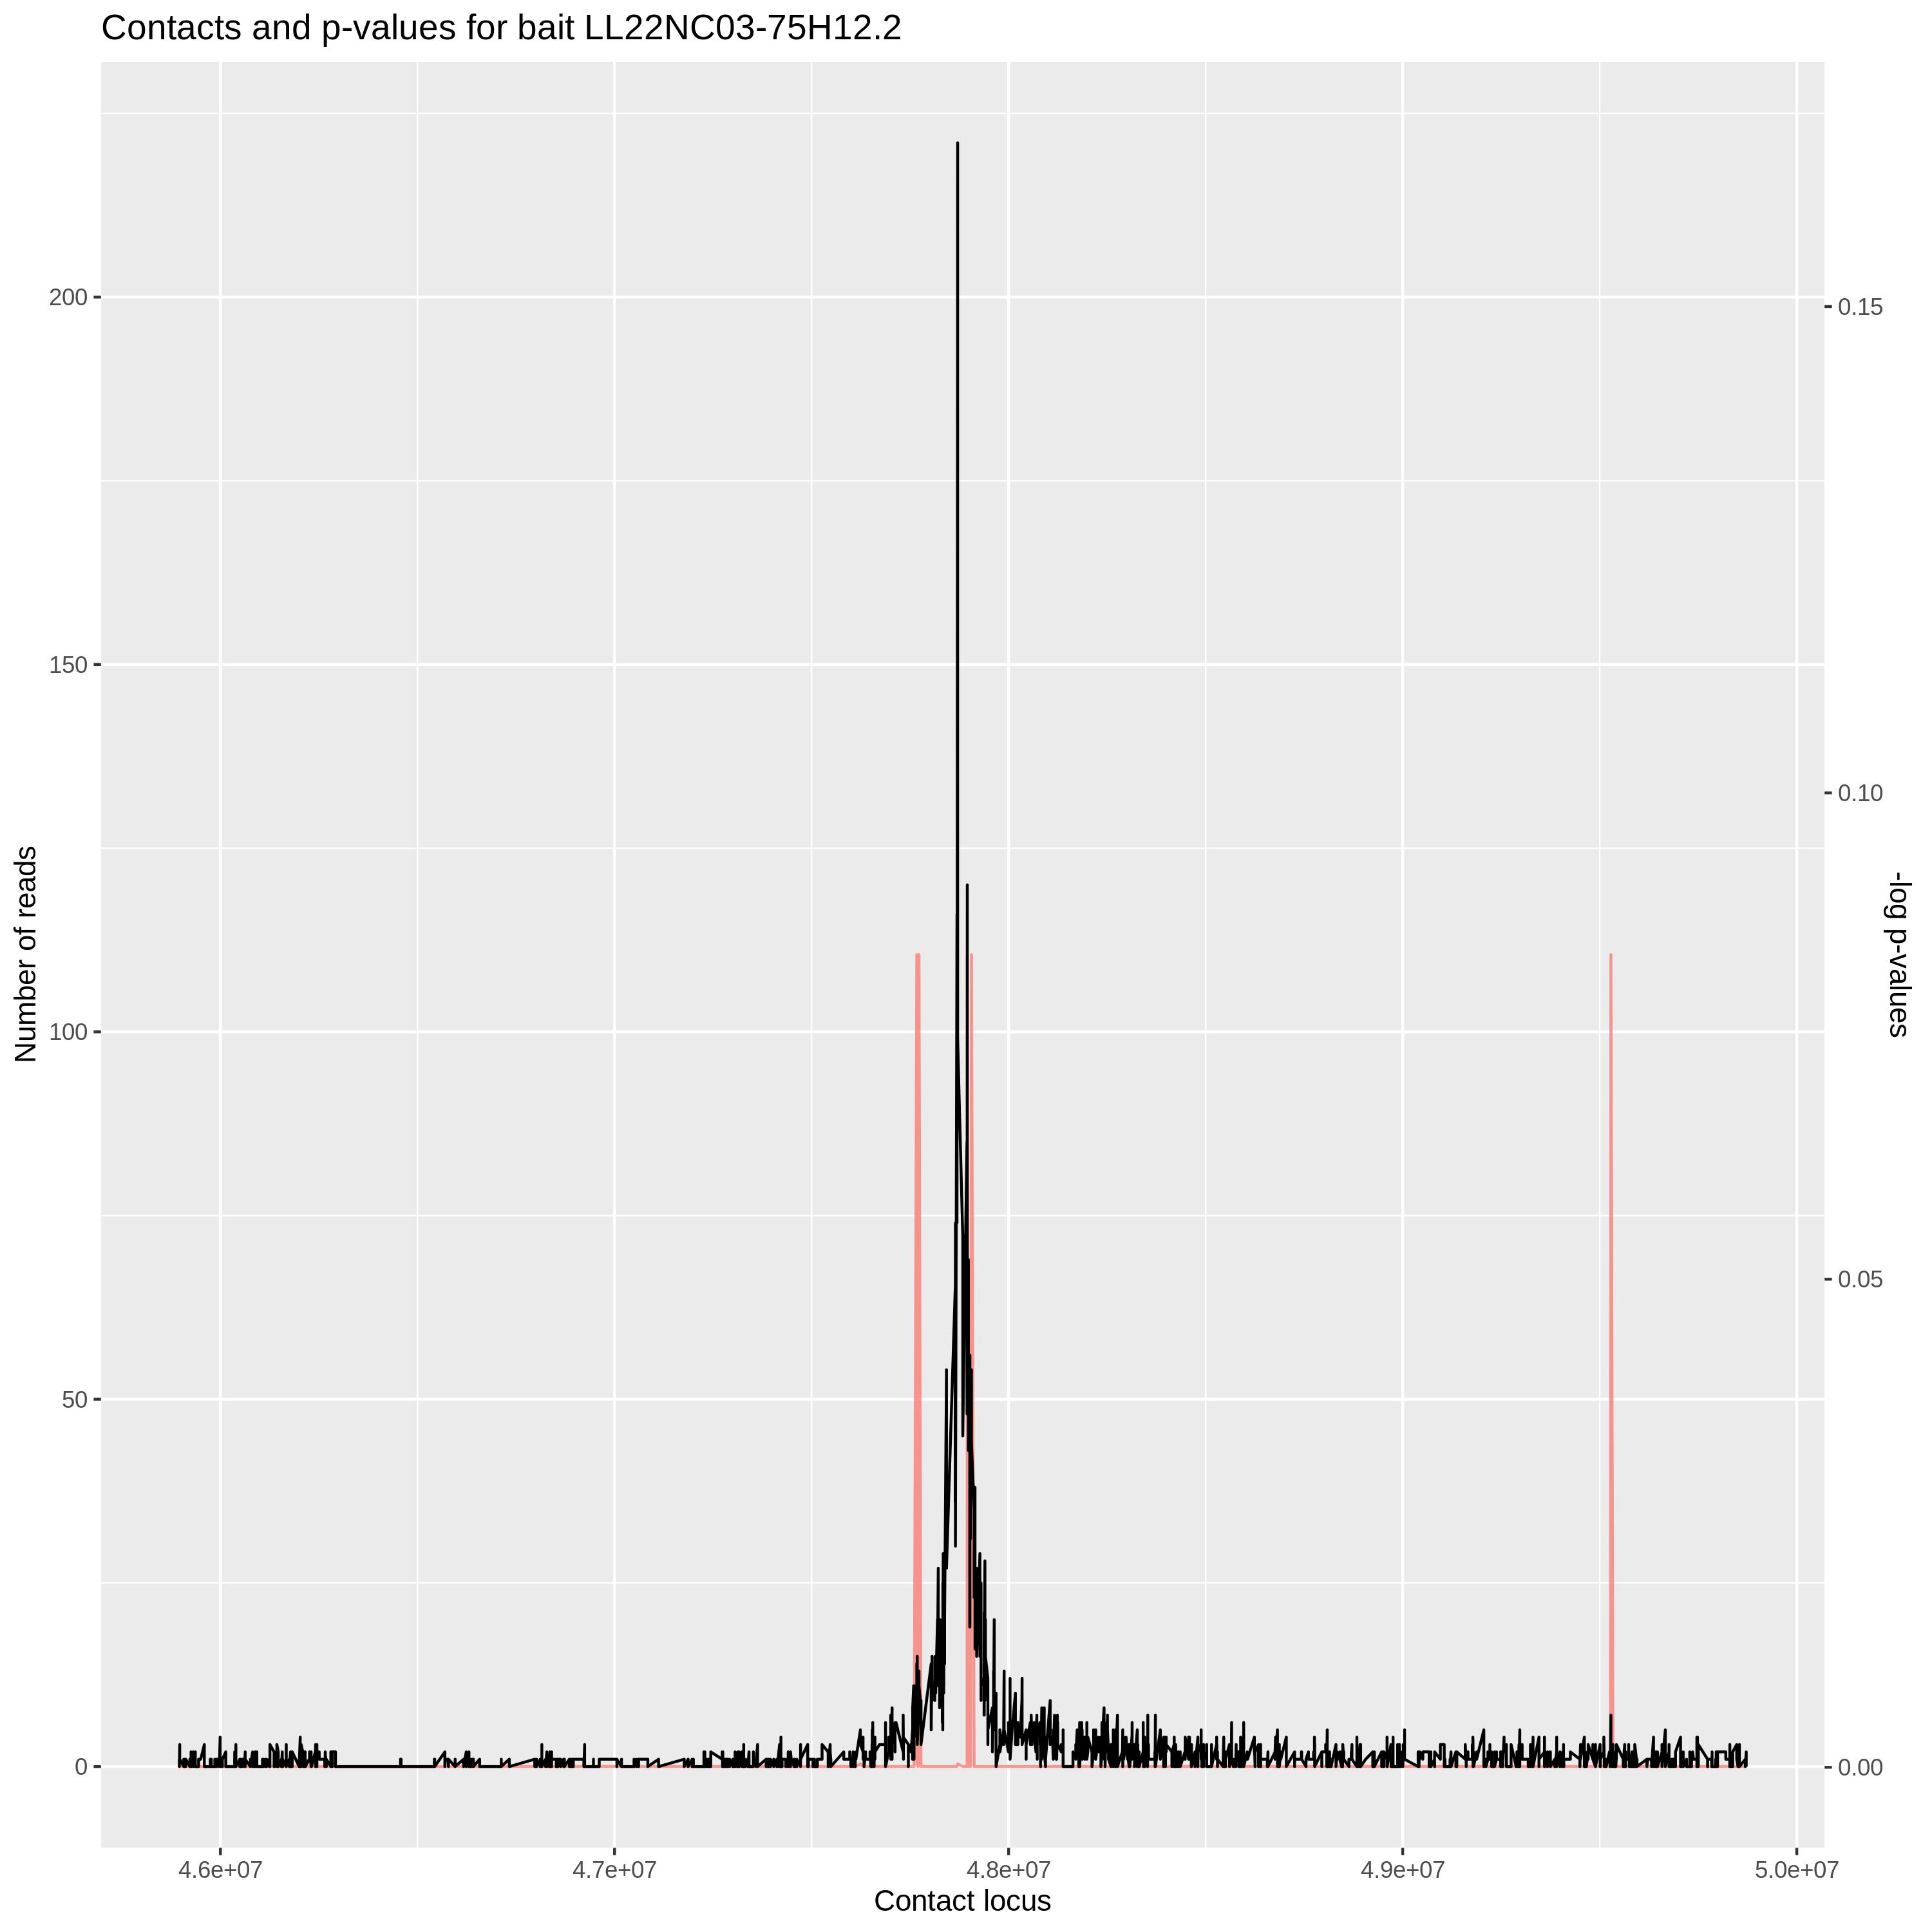 Contacts and p-values for bait LL22NC03-75H12.2
200
150
100
50
0
Number of reads
0.15
0.10
0.05
0.00
-log p-values
4.6e+07
4.7e+07
4.8e+07
4.9e+07
5.0e+07
Contact locus